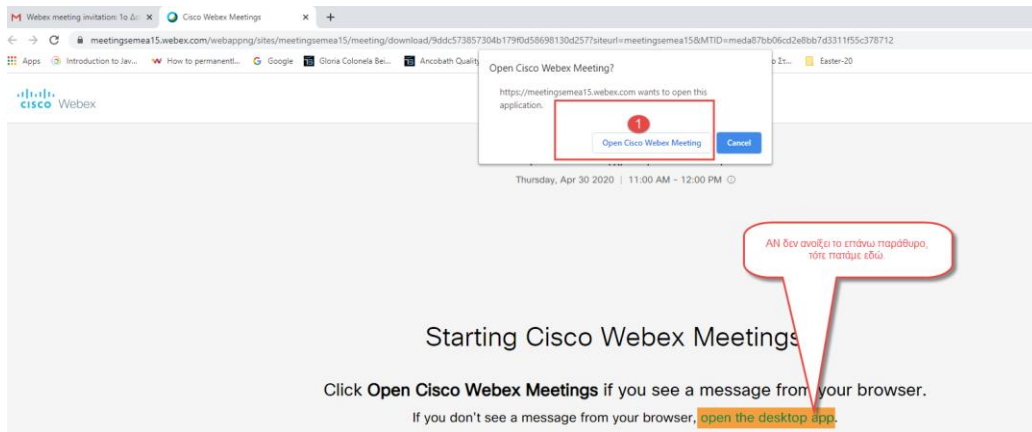 Webex meeting invitation: 1ο Δι
Cisco Webex Meetings
meetingsemea15.webex.com/webappng/sites/meetingsemea15/meeting/download/9ddc573857304b179f0d58698130d257?siteurl=meetingsemea15&MTID=meda87bb06cd2e8bb7d3311f55c378712
Apps Introduction to Jav... How to permanentl... Google Gloria Colonela Bei... Ancobath Quality Easter-20
Open Cisco Webex Meeting?
https://meetingsemea15.webex.com wants to open this
application.
1
Open Cisco Webex Meeting Cancel
cisco Webex
Thursday, Apr 30 2020 | 11:00 AM - 12:00 PM
ΑΝ δεν ανοίξει το επάνω παράθυρο,
τότε πατάμε εδώ.
Starting Cisco Webex Meetings
Click Open Cisco Webex Meetings if you see a message from your browser.
If you don't see a message from your browser, open the desktop app.